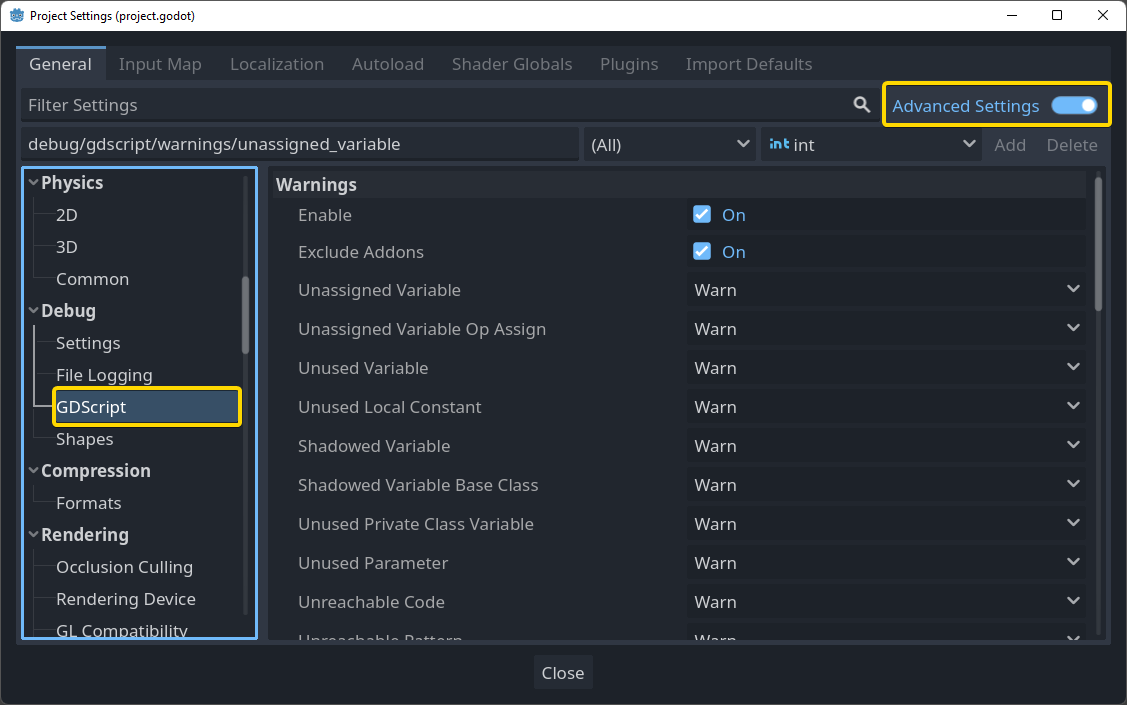 Project Settings (project.godot)
General Input Map Localization Autoload Shader Globals Plugins Import Defaults
Filter Settings Advanced Settings
debug/gdscript/warnings/unassigned_variable (All) int int Add Delete
Physics
2D
3D
Common
Debug
Settings
File Logging
GDScript
Shapes
Compression
Formats
Rendering
Occlusion Culling
Rendering Device
GL Compatibility
Warnings
Enable On
Exclude Addons On
Unassigned Variable Warn
Unassigned Variable Op Assign Warn
Unused Variable Warn
Unused Local Constant Warn
Shadowed Variable Warn
Shadowed Variable Base Class Warn
Unused Private Class Variable Warn
Unused Parameter Warn
Unreachable Code Warn
Unreachable Pattern Warn
Close